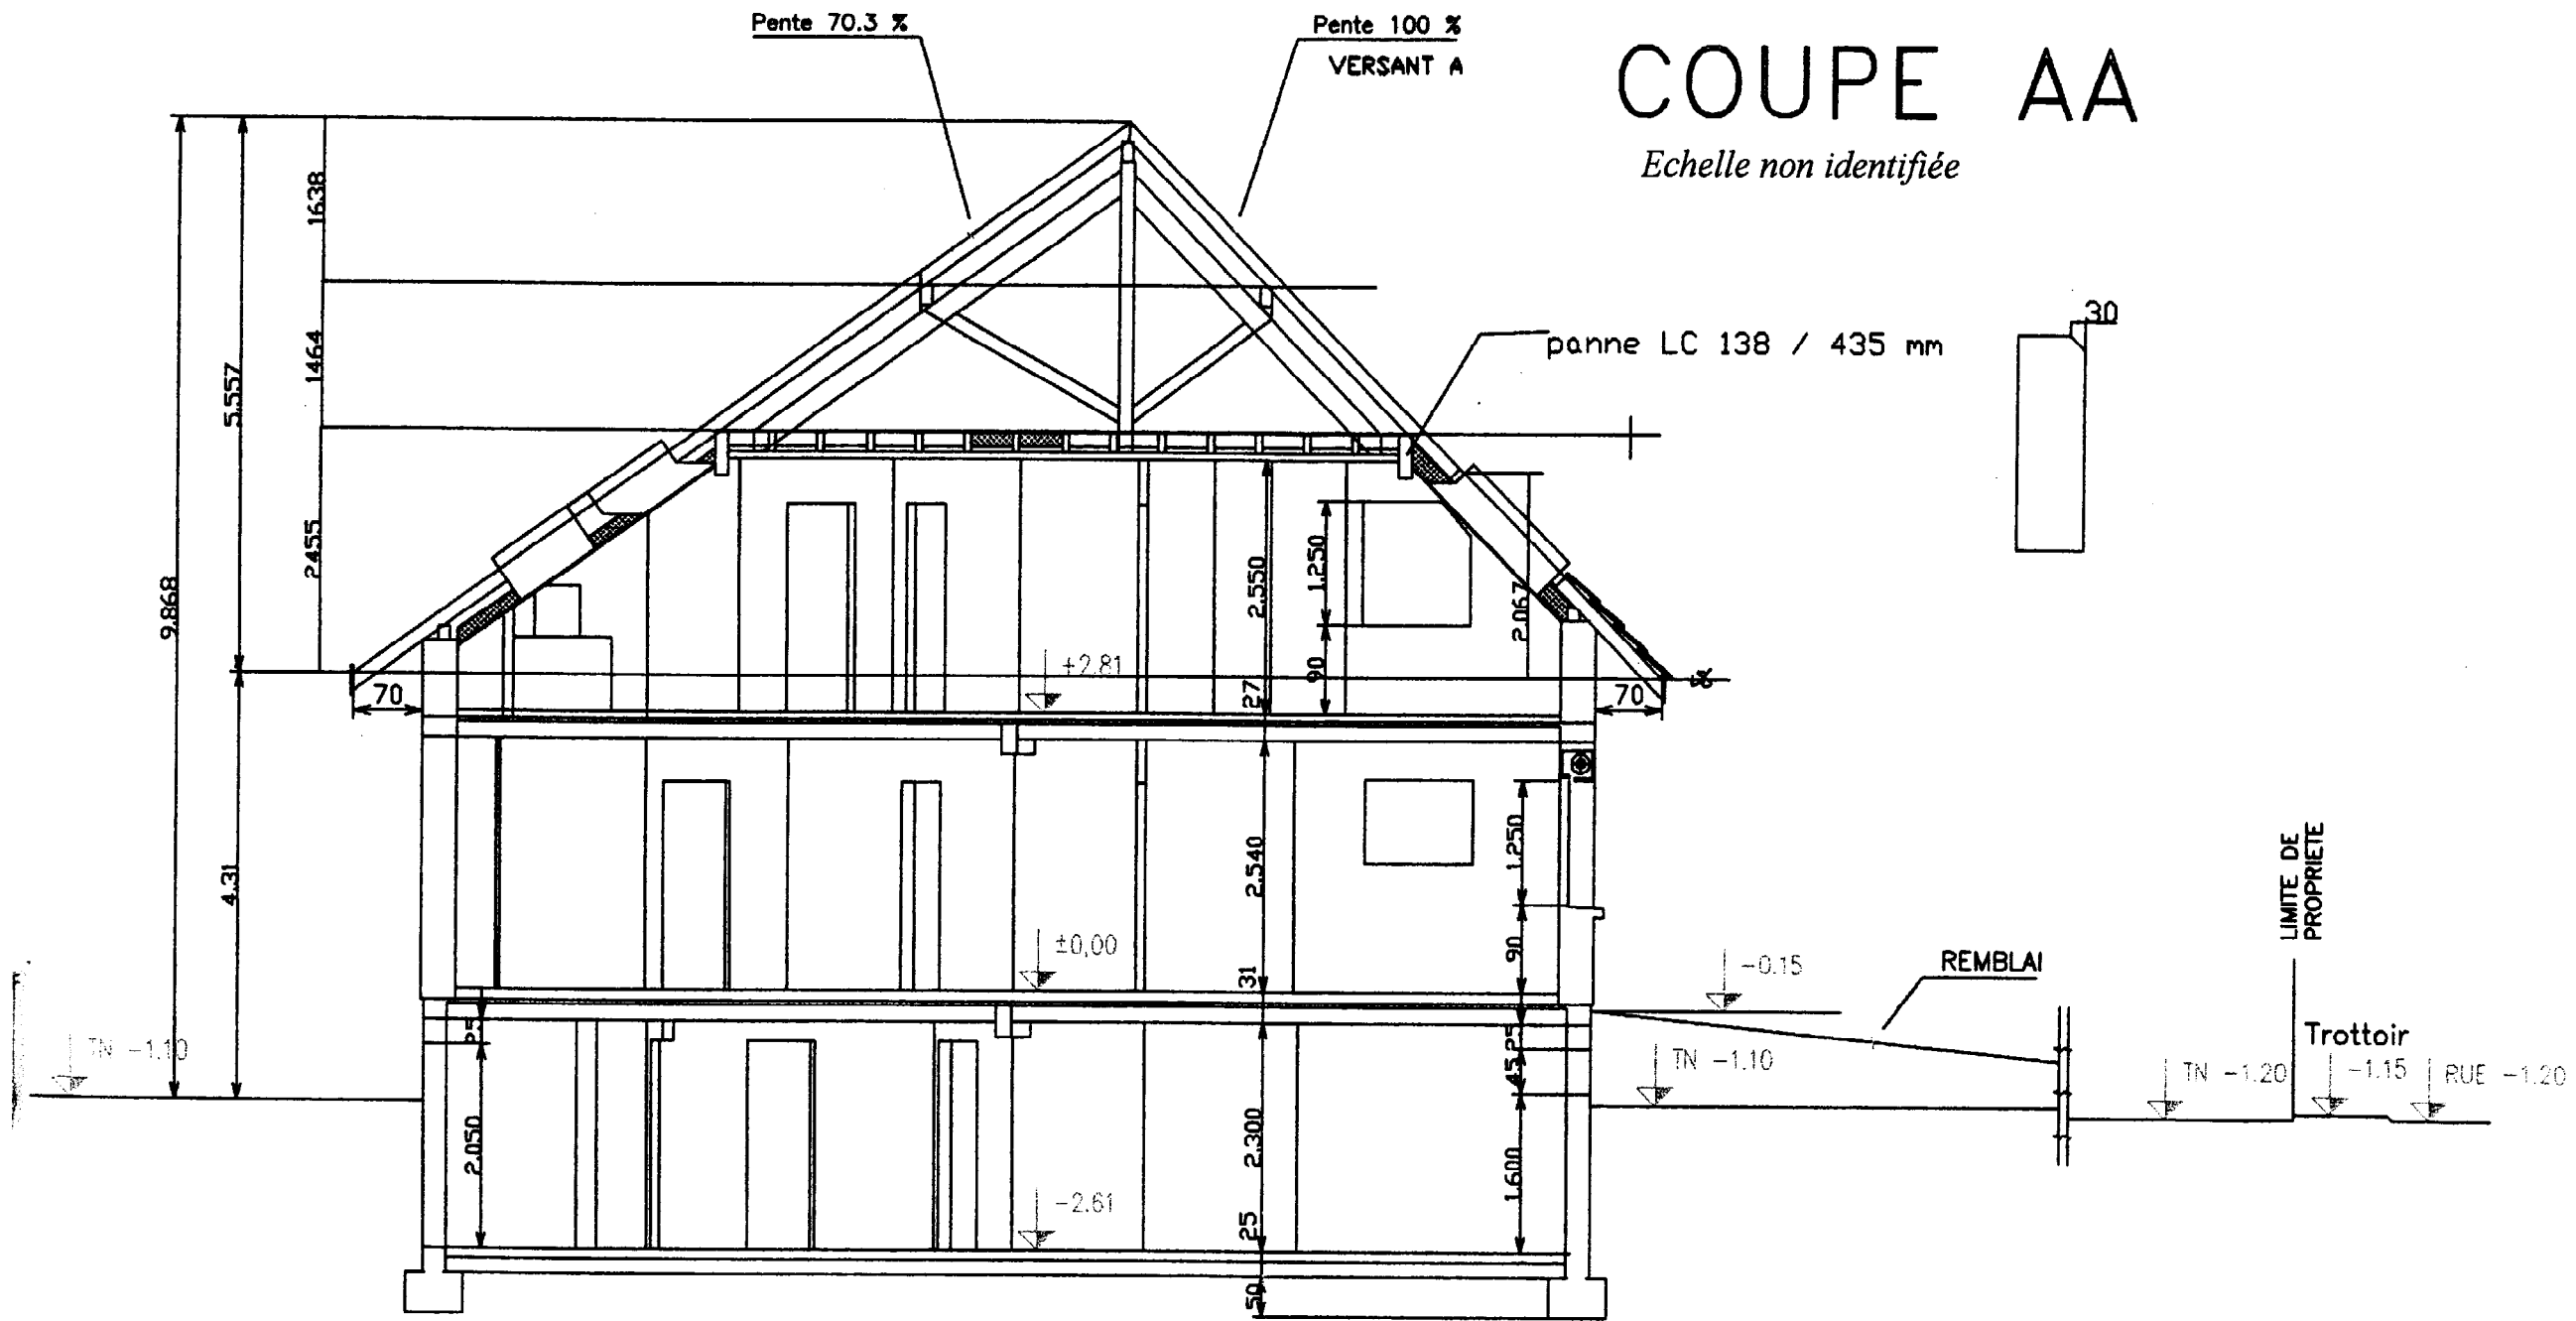 Pente 70.3 %
Pente 100 %
VERSANT A
COUPE AA
Echelle non identifiée
1638
1464
2455
5.557
9.868
4.31
30
panne LC 138 / 435 mm
2.550
1.250
2.067
90
27
+2.81
70
70
2.540
1.250
90
31
±0,00
-0.15
REMBLAI
LIMITE DE
PROPRIETE
Trottoir
TN -1.10
25
2.050
25
45
TN -1.10
TN -1.20
-1.15
RUE -1.20
2.300
1.600
-2.61
25
50